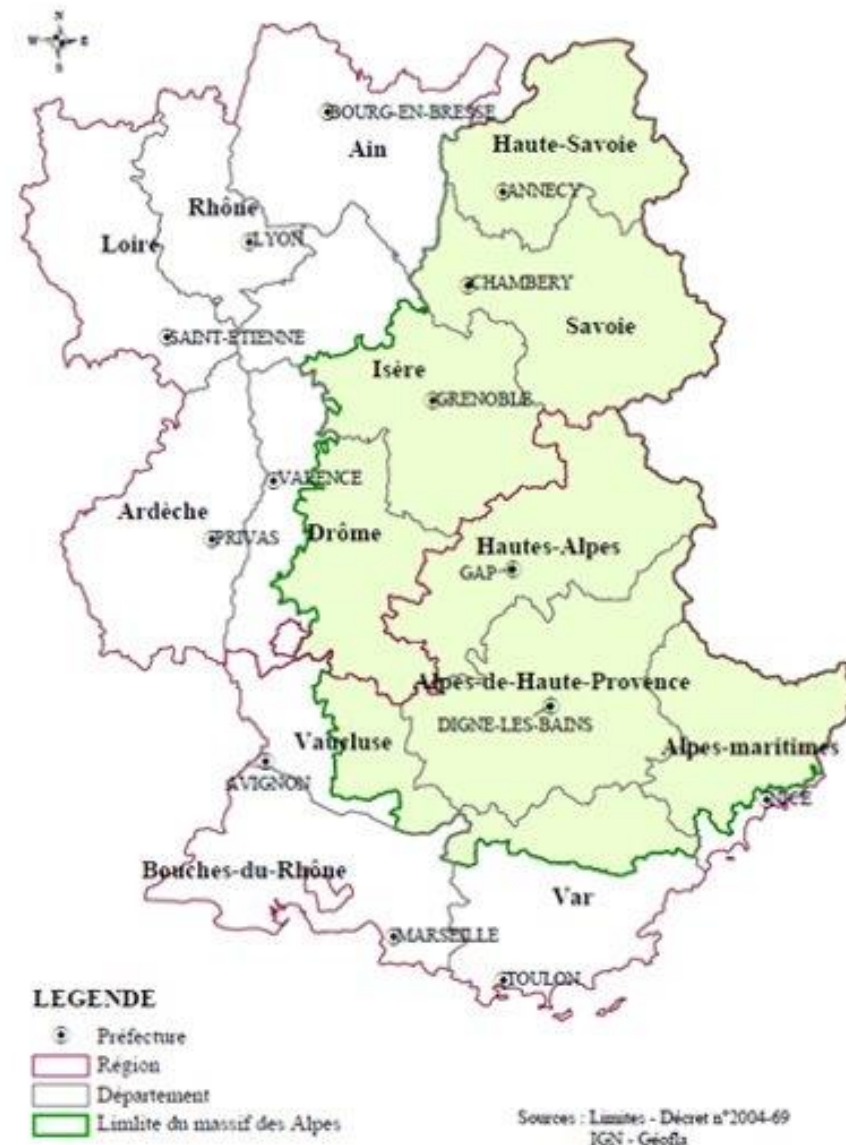 N
W E
S
BOURG-EN-BRESSE
Ain
Haute-Savoie
ANNECY
Rhône
LYON
Loire
CHAMBERY
Savoie
SAINT-ETIENNE
Isère
GRENOBLE
VALENCE
Ardèche
PRIVAS
Drôme
Hautes-Alpes
GAP
Alpes-de-Haute-Provence
DIGNE-LES-BAINS
Vaucluse
Alpes-maritimes
AVIGNON
NICE
Bouches-du-Rhône
Var
MARSEILLE
TOULON
LEGENDE
Préfecture
Région
Département
Limlite du massif des Alpes
Sources : Limites - Décret n°2004-69
IGN - Géofla